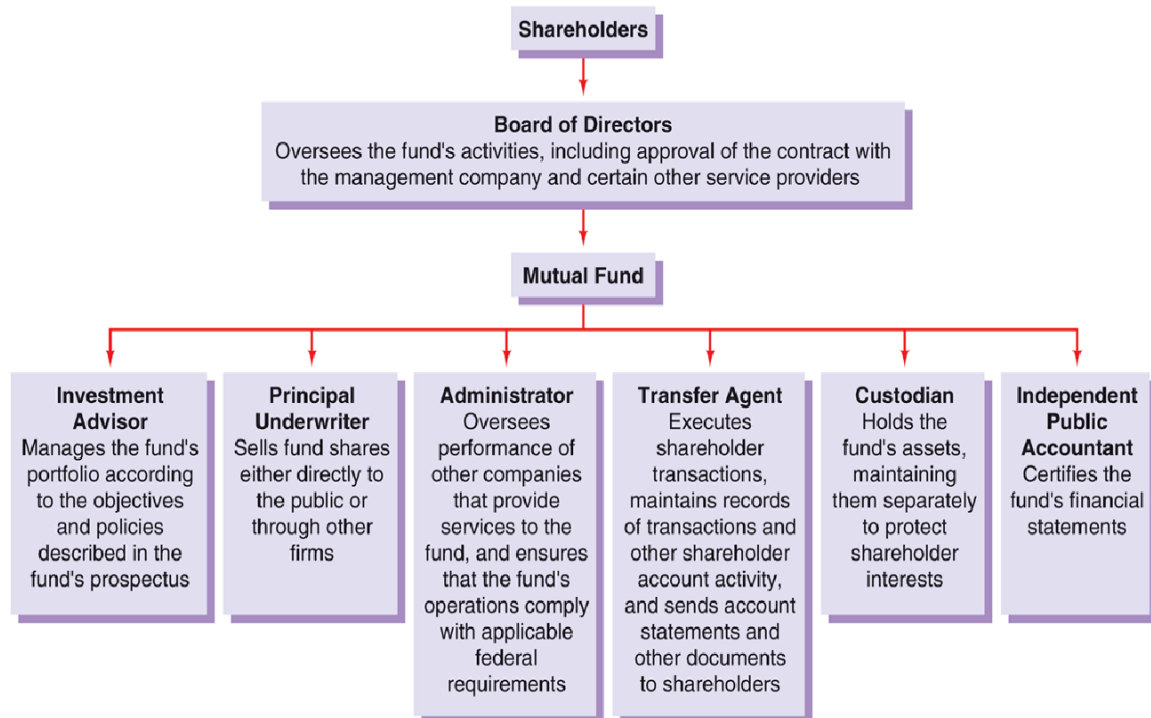 Shareholders
Board of Directors
Oversees the fund's activities, including approval of the contract with
the management company and certain other service providers
Mutual Fund
Investment
Advisor
Manages the fund's
portfolio according
to the objectives
and policies
described in the
fund's prospectus
Principal
Underwriter
Sells fund shares
either directly to
the public or
through other
firms
Administrator
Oversees
performance of
other companies
that provide
services to the
fund, and ensures
that the fund's
operations comply
with applicable
federal
requirements
Transfer Agent
Executes
shareholder
transactions,
maintains records
of transactions and
other shareholder
account activity,
and sends account
statements and
other documents
to shareholders
Custodian
Holds the
fund's assets,
maintaining
them separately
to protect
shareholder
interests
Independent
Public
Accountant
Certifies the
fund's financial
statements